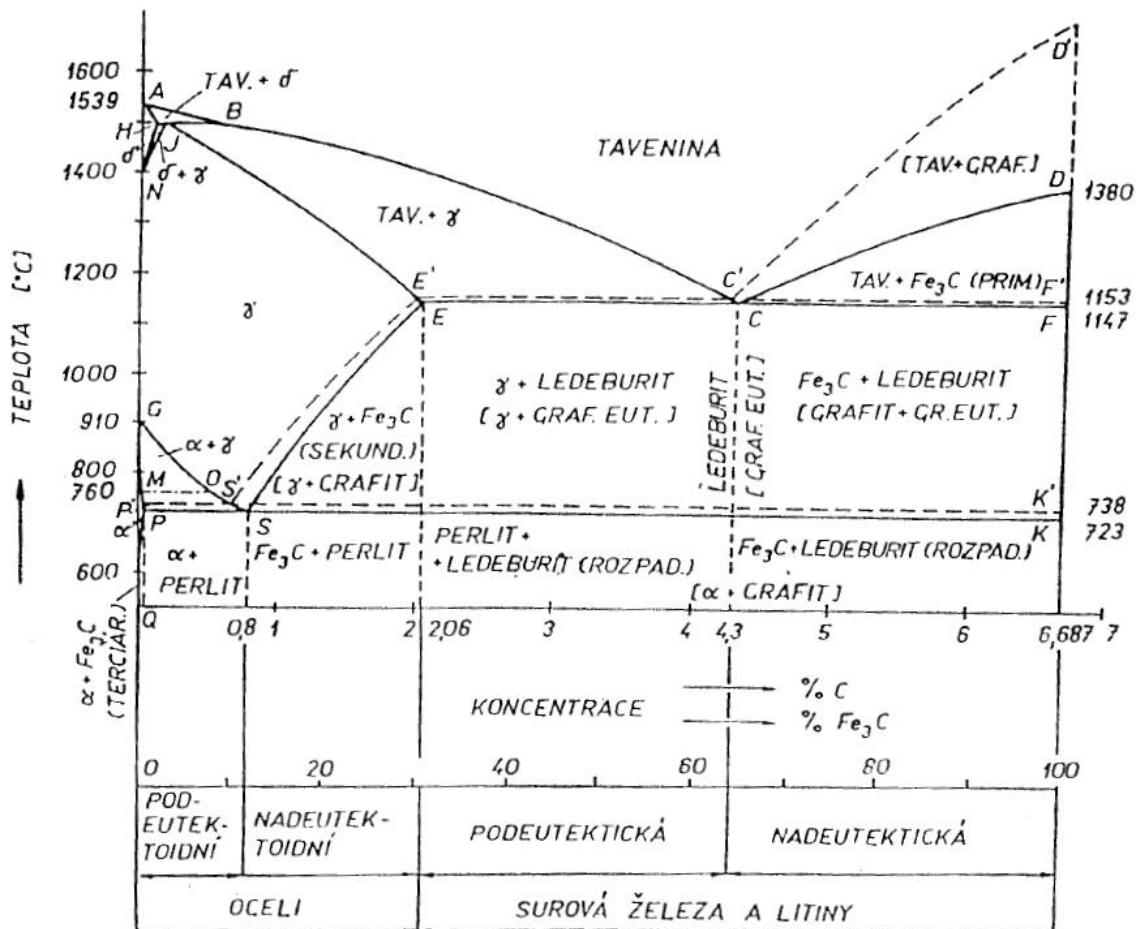 TEPLOTA [°C]
1600
1539
1400
1200
1000
910
800
760
600
A
H
δ
N
J
B
TAV. + δ
δ + γ
TAVENINA
[TAV.+GRAF.]
D'
D
1380
TAV. + γ
E'
E
C'
C
TAV. + Fe₃C (PRIM)
F'
F
1153
1147
γ
G
α + γ
M
O
S'
P'
P
α
S
γ + Fe₃C
(SEKUND.)
[γ + GRAFIT]
γ + LEDEBURIT
[γ + GRAF. EUT.]
LEDEBURIT
[GRAF. EUT.]
Fe₃C + LEDEBURIT
[GRAFIT + GR. EUT.]
K'
K
738
723
α +
PERLIT
Fe₃C + PERLIT
PERLIT +
+ LEDEBURIT (ROZPAD.)
Fe₃C + LEDEBURIT (ROZPAD.)
[α + GRAFIT]
α + Fe₃C
(TERCIÁR.)
Q
0,8
1
2
2,06
3
4
4,3
5
6
6,687
7
KONCENTRACE
% C
% Fe₃C
0
20
40
60
80
100
POD-
EUTEK-
TOIDNÍ
NADEUTEK-
TOIDNÍ
PODEUTEKTICKÁ
NADEUTEKTICKÁ
OCELI
SUROVÁ ŽELEZA A LITINY